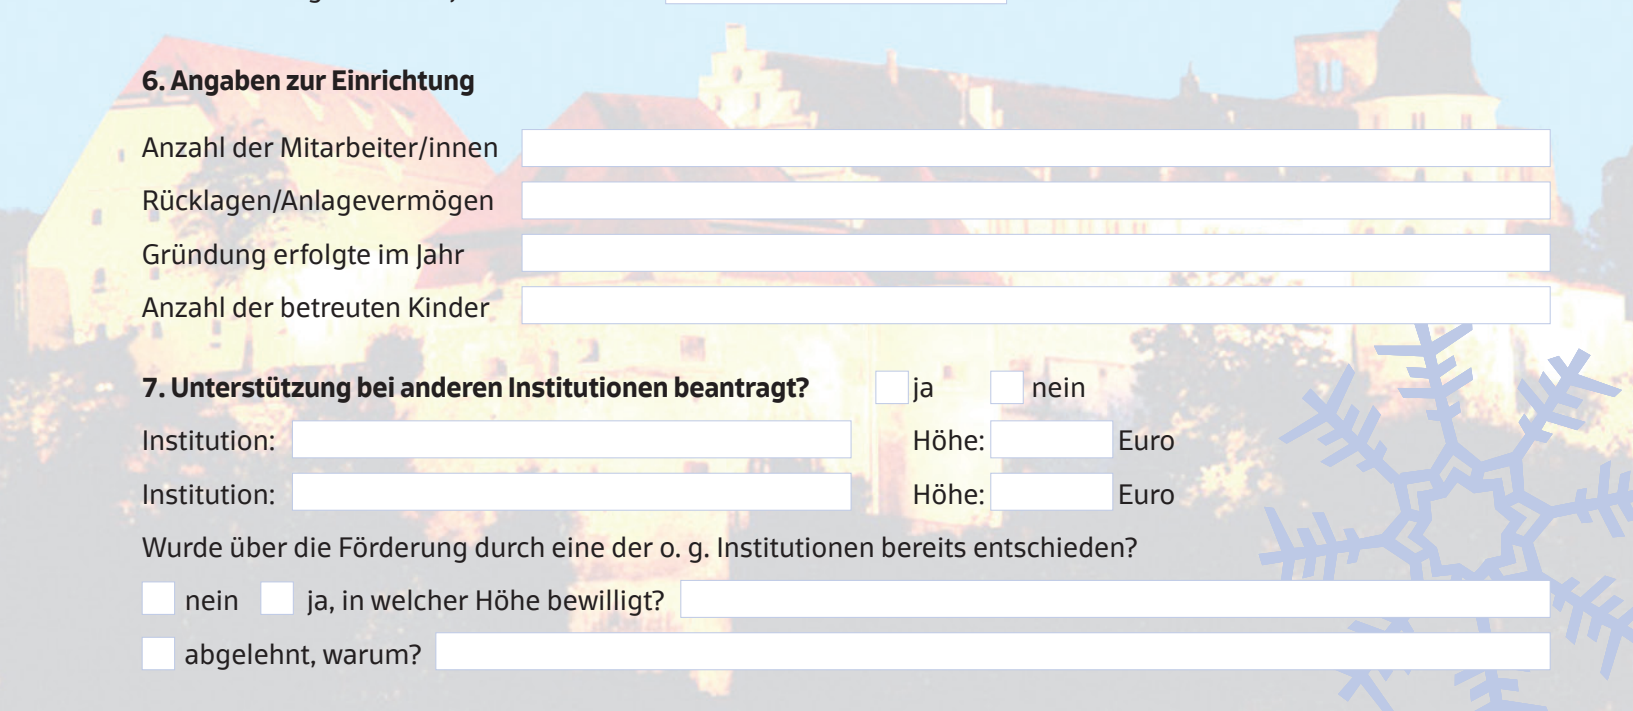 6. Angaben zur Einrichtung
Anzahl der Mitarbeiter/innen
Rücklagen/Anlagevermögen
Gründung erfolgte im Jahr
Anzahl der betreuten Kinder
7. Unterstützung bei anderen Institutionen beantragt? ja nein
Institution: Höhe: Euro
Institution: Höhe: Euro
Wurde über die Förderung durch eine der o. g. Institutionen bereits entschieden?
nein ja, in welcher Höhe bewilligt?
abgelehnt, warum?